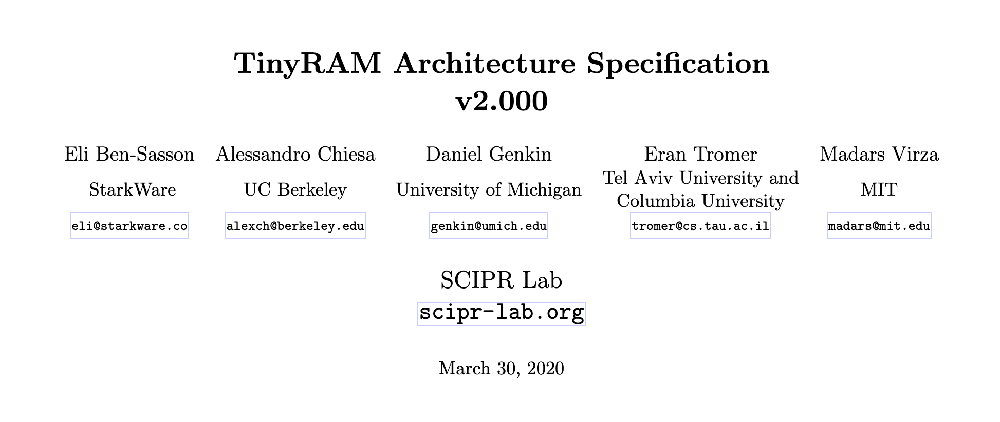 TinyRAM Architecture Specification
v2.000
Eli Ben-Sasson Alessandro Chiesa Daniel Genkin Eran Tromer Madars Virza
StarkWare UC Berkeley University of Michigan Tel Aviv University and Columbia University MIT
eli@starkware.co alexch@berkeley.edu genkin@umich.edu tromer@cs.tau.ac.il madars@mit.edu
SCIPR Lab
scipr-lab.org
March 30, 2020